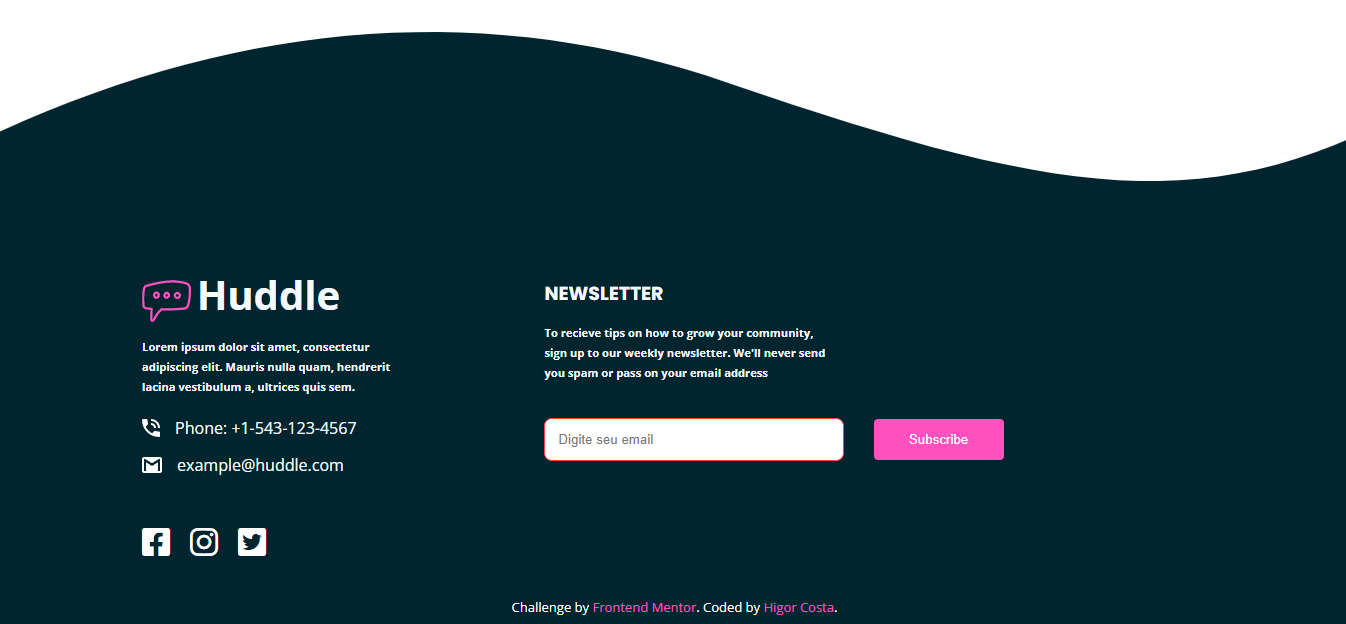 Huddle
Lorem ipsum dolor sit amet, consectetur
adipiscing elit. Mauris nulla quam, hendrerit
lacina vestibulum a, ultrices quis sem.
Phone: +1-543-123-4567
example@huddle.com
NEWSLETTER
To recieve tips on how to grow your community,
sign up to our weekly newsletter. We'll never send
you spam or pass on your email address
Digite seu email
Subscribe
Challenge by Frontend Mentor. Coded by Higor Costa.